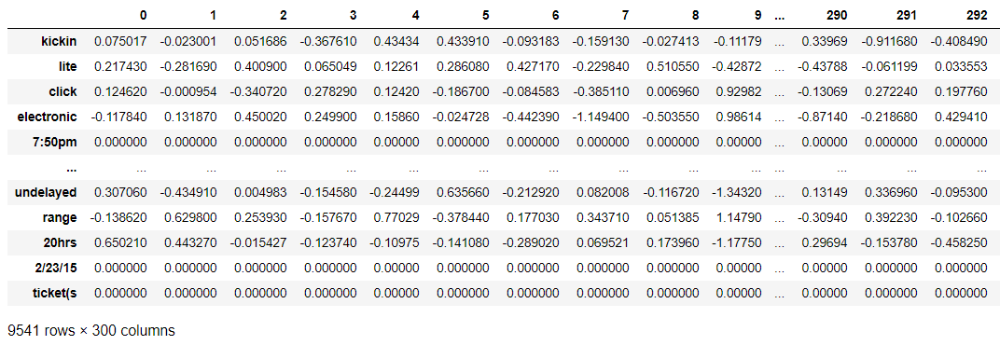 0 1 2 3 4 5 6 7 8 9 ... 290 291 292
kickin 0.075017 -0.023001 0.051686 -0.367610 0.43434 0.433910 -0.093183 -0.159130 -0.027413 -0.11179 ... 0.33969 -0.911680 -0.408490
lite 0.217430 -0.281690 0.400900 0.065049 0.12261 0.286080 0.427170 -0.229840 0.510550 -0.42872 ... -0.43788 -0.061199 0.033553
click 0.124620 -0.000954 -0.340720 0.278290 0.12420 -0.186700 -0.084583 -0.385110 0.006960 0.92982 ... -0.13069 0.272240 0.197760
electronic -0.117840 0.131870 0.450020 0.249900 0.15860 -0.024728 -0.442390 -1.149400 -0.503550 0.98614 ... -0.87140 -0.218680 0.429410
7:50pm 0.000000 0.000000 0.000000 0.000000 0.00000 0.000000 0.000000 0.000000 0.000000 0.00000 ... 0.00000 0.000000 0.000000
... ... ... ... ... ... ... ... ... ... ... ... ... ... ...
undelayed 0.307060 -0.434910 0.004983 -0.154580 -0.24499 0.635660 -0.212920 0.082008 -0.116720 -1.34320 ... 0.13149 0.336960 -0.095300
range -0.138620 0.629800 0.253930 -0.157670 0.77029 -0.378440 0.177030 0.343710 0.051385 1.14790 ... -0.30940 0.392230 -0.102660
20hrs 0.650210 0.443270 -0.015427 -0.123740 -0.10975 -0.141080 -0.289020 0.069521 0.173960 -1.17750 ... 0.29694 -0.153780 -0.458250
2/23/15 0.000000 0.000000 0.000000 0.000000 0.00000 0.000000 0.000000 0.000000 0.000000 0.00000 ... 0.00000 0.000000 0.000000
ticket(s 0.000000 0.000000 0.000000 0.000000 0.00000 0.000000 0.000000 0.000000 0.000000 0.00000 ... 0.00000 0.000000 0.000000
9541 rows × 300 columns